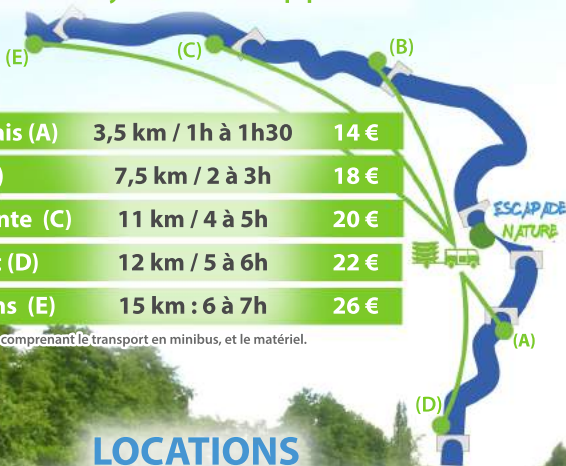 (E)
(C)
(B)
ais (A) 3,5 km / 1h à 1h30 14 €
) 7,5 km / 2 à 3h 18 €
nte (C) 11 km / 4 à 5h 20 €
(D) 12 km / 5 à 6h 22 €
ns (E) 15 km : 6 à 7h 26 €
ESCAPADE
NATURE
comprenant le transport en minibus, et le matériel.
(A)
(D)
LOCATIONS